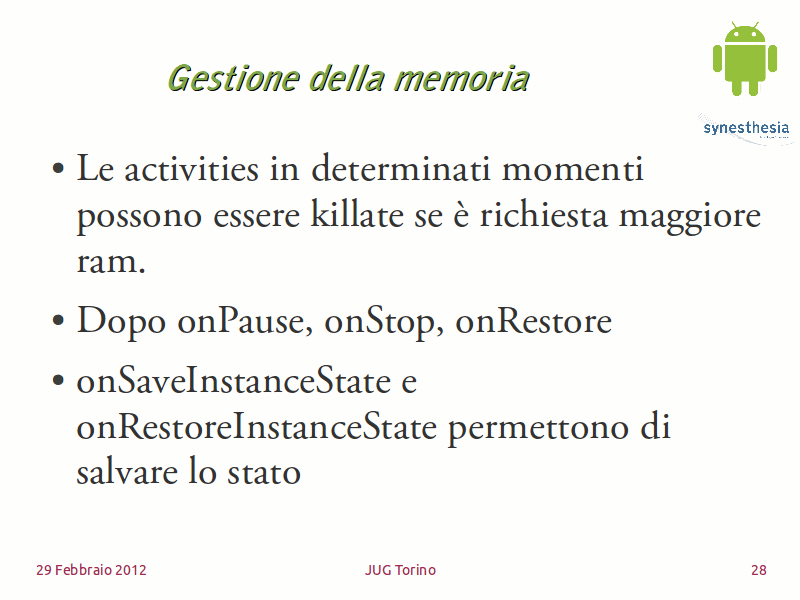 Gestione della memoria
synesthesia
• Le activities in determinati momenti
possono essere killate se è richiesta maggiore
ram.
• Dopo onPause, onStop, onRestore
• onSaveInstanceState e
onRestoreInstanceState permettono di
salvare lo stato
29 Febbraio 2012
JUG Torino
28